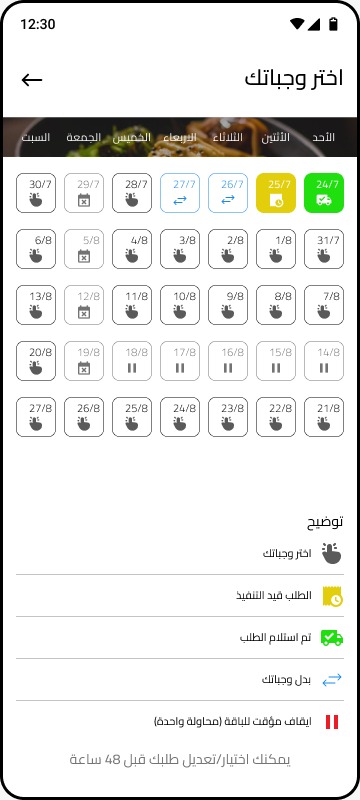 12:30
اختر وجباتك
الأحد الأثنين الثلاثاء الاربعاء الخميس الجمعة السبت
24/7 25/7 26/7 27/7 28/7 29/7 30/7
31/7 1/8 2/8 3/8 4/8 5/8 6/8
7/8 8/8 9/8 10/8 11/8 12/8 13/8
14/8 15/8 16/8 17/8 18/8 19/8 20/8
21/8 22/8 23/8 24/8 25/8 26/8 27/8
توضيح
اختر وجباتك
الطلب قيد التنفيذ
تم استلام الطلب
بدل وجباتك
ايقاف مؤقت للباقة (محاولة واحدة)
يمكنك اختيار/تعديل طلبك قبل 48 ساعة